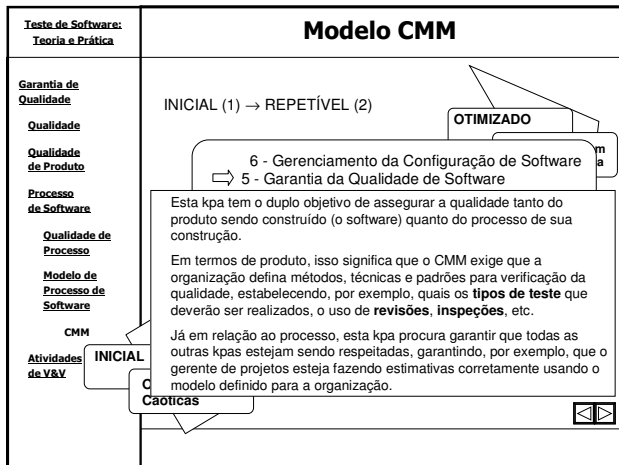 Teste de Software:
Teoria e Prática
Modelo CMM
Garantia de
Qualidade
Qualidade
Qualidade
de Produto
Processo
de Software
Qualidade de
Processo
Modelo de
Processo de
Software
CMM
Atividades
de V&V
INICIAL (1) → REPETÍVEL (2)
OTIMIZADO
m
a
6 - Gerenciamento da Configuração de Software
5 - Garantia da Qualidade de Software
Esta kpa tem o duplo objetivo de assegurar a qualidade tanto do
produto sendo construído (o software) quanto do processo de sua
construção.
Em termos de produto, isso significa que o CMM exige que a
organização defina métodos, técnicas e padrões para verificação da
qualidade, estabelecendo, por exemplo, quais os tipos de teste que
deverão ser realizados, o uso de revisões, inspeções, etc.
Já em relação ao processo, esta kpa procura garantir que todas as
outras kpas estejam sendo respeitadas, garantindo, por exemplo, que o
gerente de projetos esteja fazendo estimativas corretamente usando o
modelo definido para a organização.
INICIAL
Caóticas